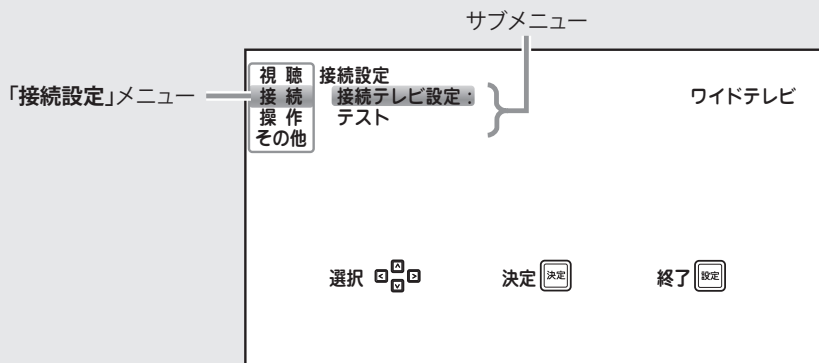 サブメニュー
「接続設定」メニュー
視 聴 接続設定
接 続 接続テレビ設定 : ワイドテレビ
操 作 テスト
その他
選択 決定 決定 終了 設定